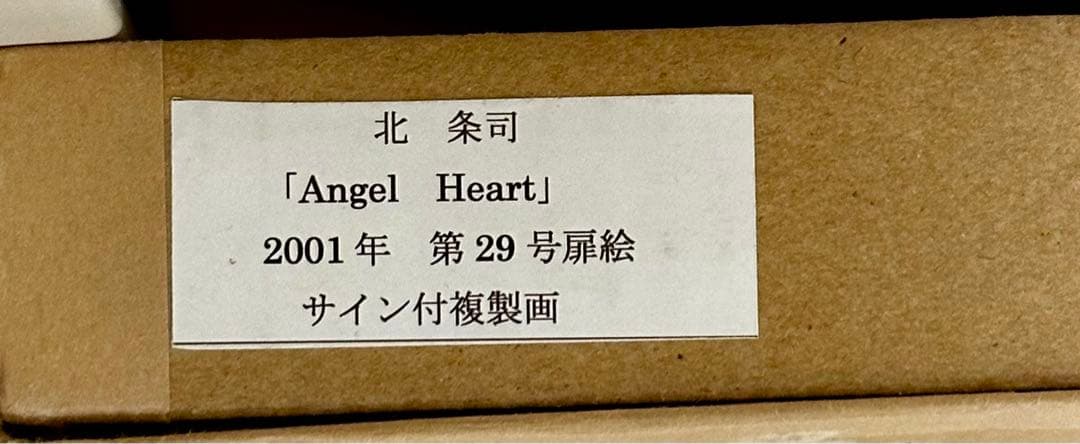 北　条司
「Angel　Heart」
2001年　第29号扉絵
サイン付複製画